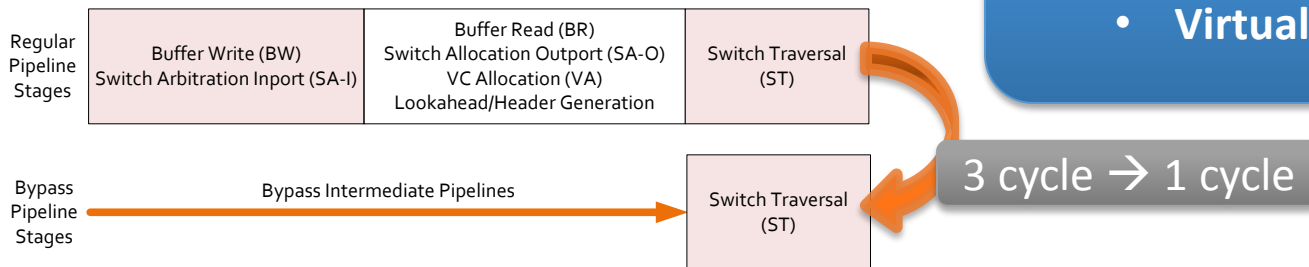 • Virtual
Regular
Pipeline
Stages
Buffer Write (BW)
Switch Arbitration Inport (SA-I)
Buffer Read (BR)
Switch Allocation Outport (SA-O)
VC Allocation (VA)
Lookahead/Header Generation
Switch Traversal
(ST)
3 cycle → 1 cycle
Bypass
Pipeline
Stages
Bypass Intermediate Pipelines
Switch Traversal
(ST)